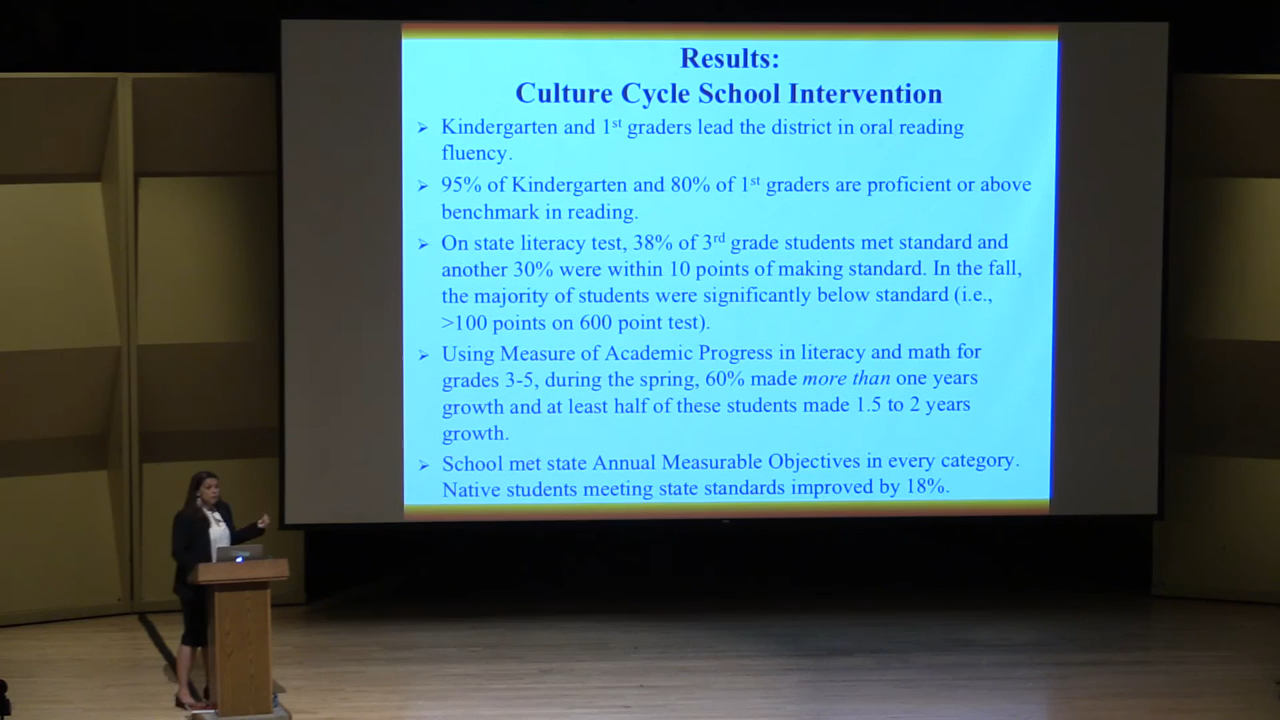 Results:
Culture Cycle School Intervention
➢ Kindergarten and 1st graders lead the district in oral reading
fluency.
➢ 95% of Kindergarten and 80% of 1st graders are proficient or above
benchmark in reading.
➢ On state literacy test, 38% of 3rd grade students met standard and
another 30% were within 10 points of making standard. In the fall,
the majority of students were significantly below standard (i.e.,
>100 points on 600 point test).
➢ Using Measure of Academic Progress in literacy and math for
grades 3-5, during the spring, 60% made more than one years
growth and at least half of these students made 1.5 to 2 years
growth.
➢ School met state Annual Measurable Objectives in every category.
Native students meeting state standards improved by 18%.